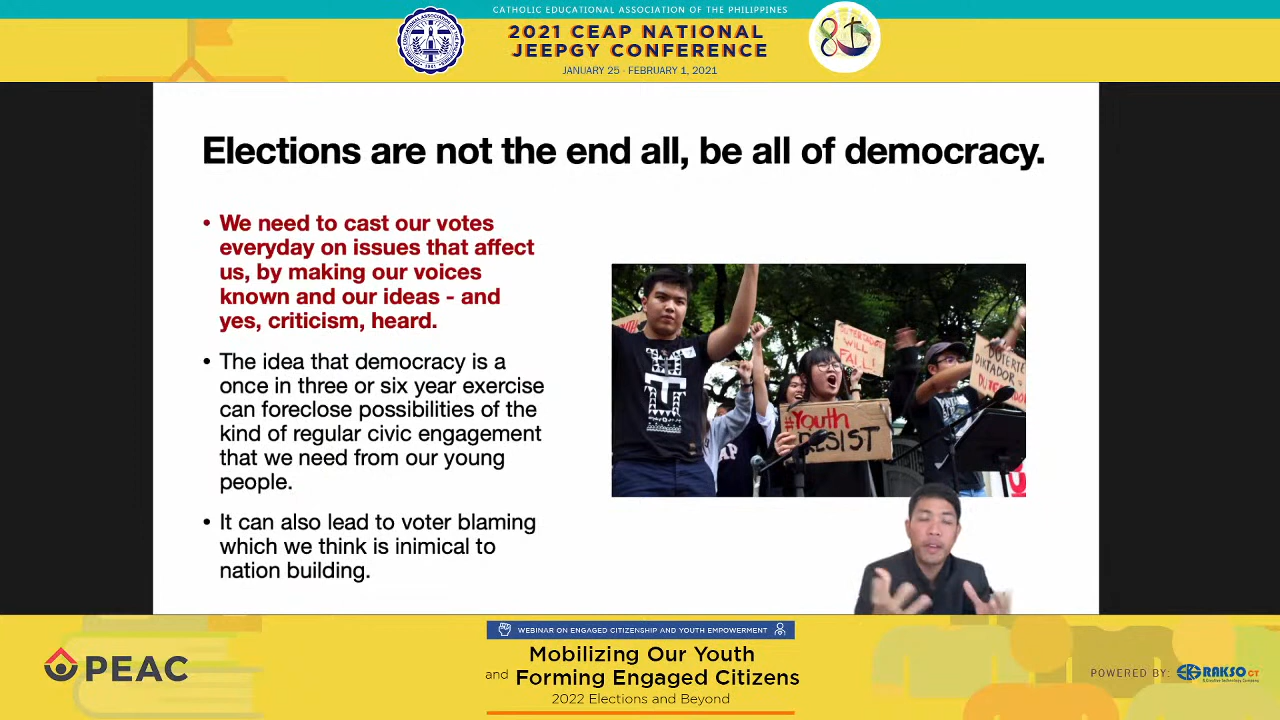 CATHOLIC EDUCATIONAL ASSOCIATION OF THE PHILIPPINES
2021 CEAP NATIONAL
JEEPGY CONFERENCE
JANUARY 25 - FEBRUARY 1, 2021
Elections are not the end all, be all of democracy.
• We need to cast our votes
everyday on issues that affect
us, by making our voices
known and our ideas - and
yes, criticism, heard.
• The idea that democracy is a
once in three or six year exercise
can foreclose possibilities of the
kind of regular civic engagement
that we need from our young
people.
• It can also lead to voter blaming
which we think is inimical to
nation building.
WILL
FALL!
DUTERTE
DIKTADOR
#Youth
RESIST
PEAC
WEBINAR ON ENGAGED CITIZENSHIP AND YOUTH EMPOWERMENT
Mobilizing Our Youth
and Forming Engaged Citizens
2022 Elections and Beyond
POWERED BY:
RAKSO CT